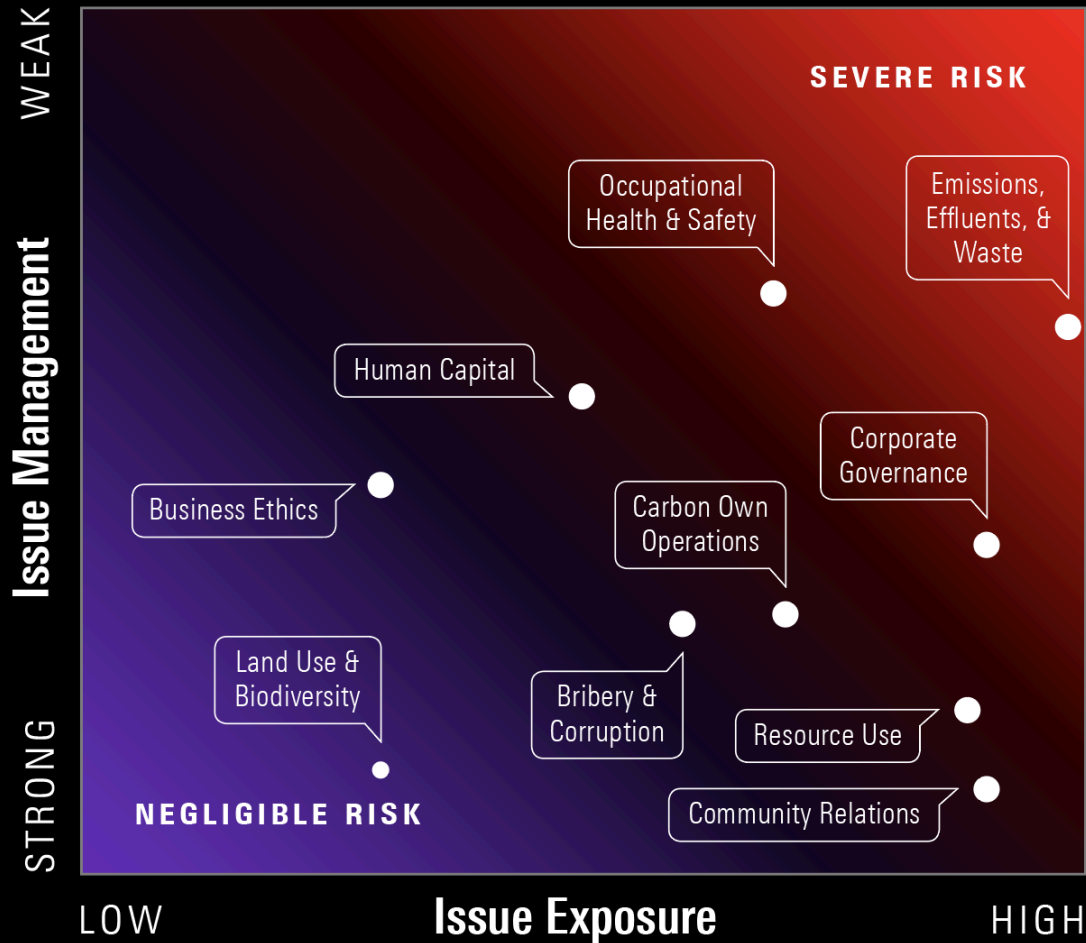 WEAK
SEVERE RISK
Occupational
Health & Safety
Emissions,
Effluents, &
Waste
Issue Management
Human Capital
Corporate
Governance
Business Ethics
Carbon Own
Operations
Land Use &
Biodiversity
Bribery &
Corruption
Resource Use
STRONG
NEGLIGIBLE RISK
Community Relations
LOW
Issue Exposure
HIGH